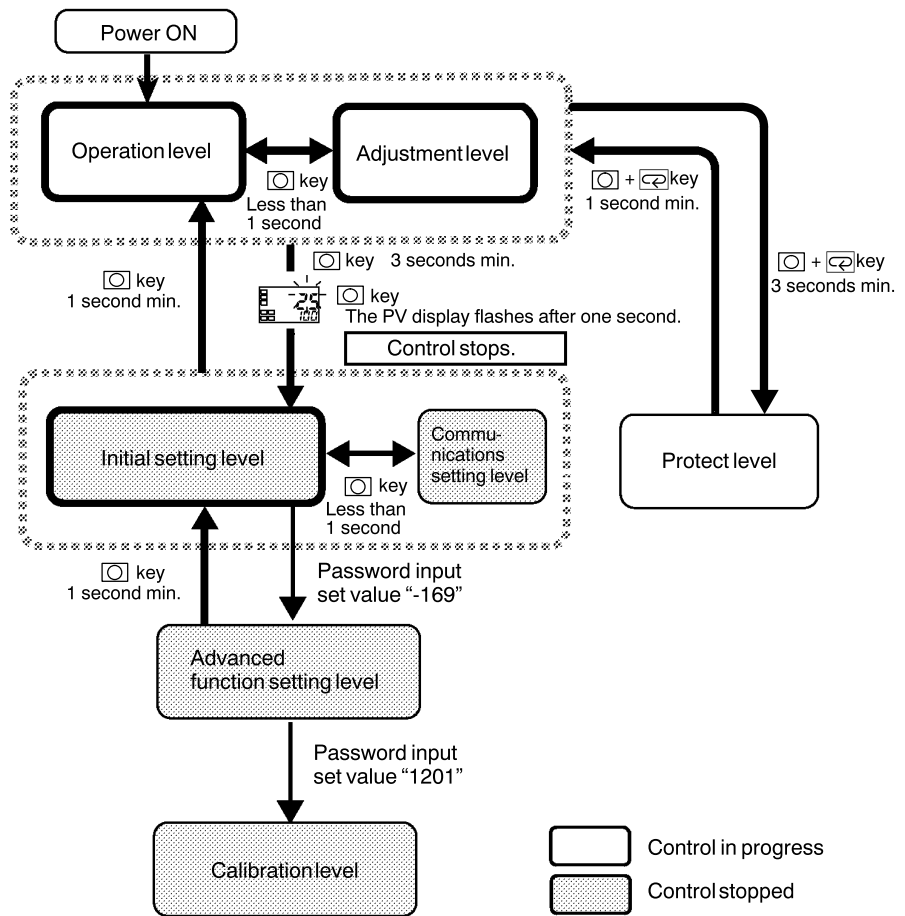 Power ON
Operation level
Adjustment level
key
Less than
1 second
+ key
1 second min.
key
1 second min.
key 3 seconds min.
+ key
3 seconds min.
25
100
key
The PV display flashes after one second.
Control stops.
Initial setting level
Commu-
nications
setting level
key
Less than
1 second
Protect level
key
1 second min.
Password input
set value “-169”
Advanced
function setting level
Password input
set value “1201”
Calibration level
Control in progress
Control stopped